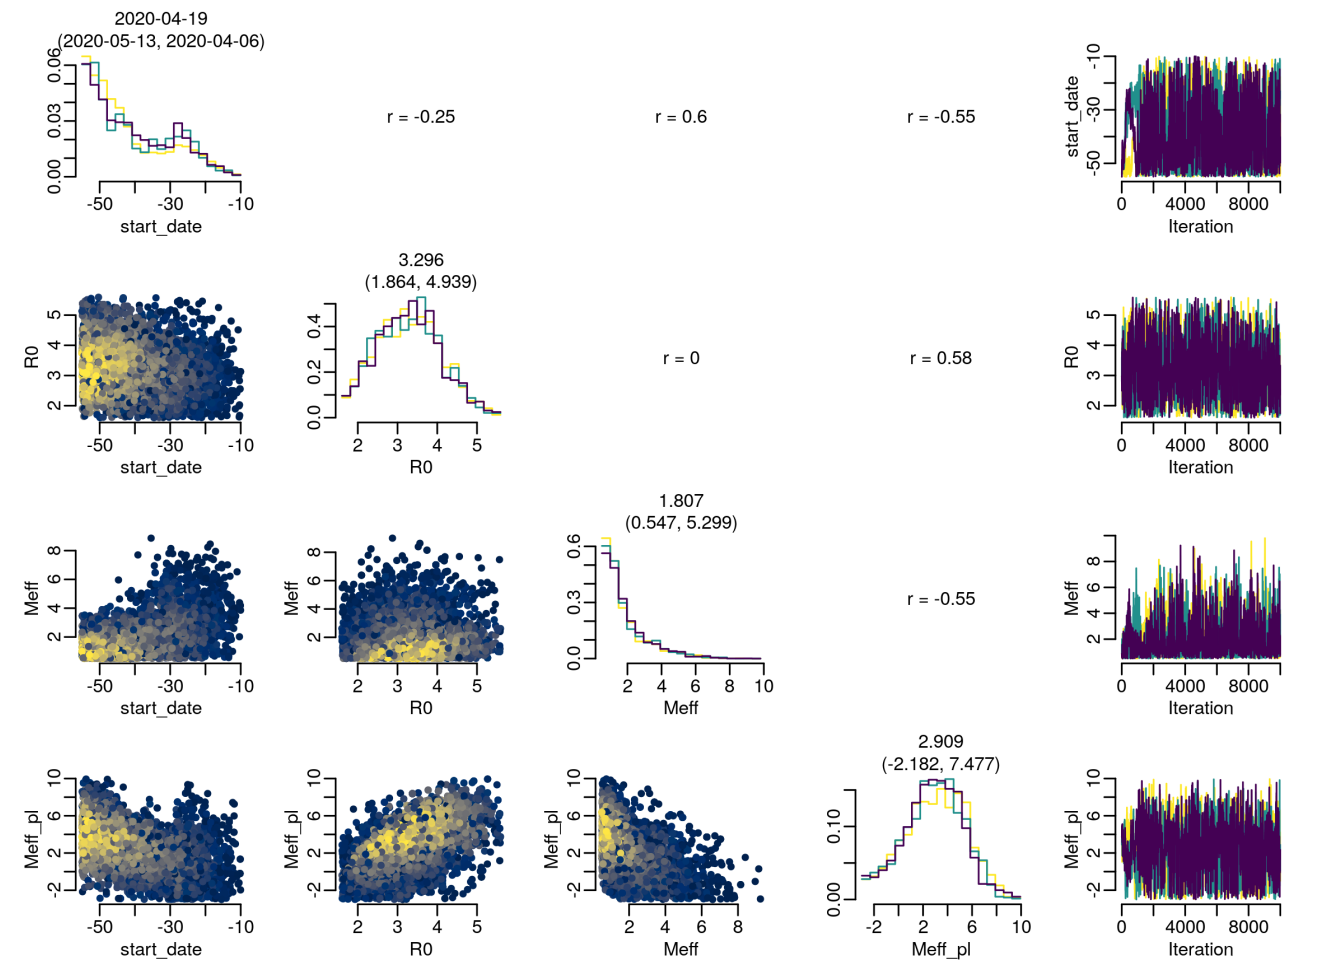 2020-04-19
(2020-05-13, 2020-04-06)
0.00 0.03 0.06
-50 -30 -10
start_date
r = -0.25
r = 0.6
r = -0.55
start_date
-50 -30 -10
0 4000 8000
Iteration
R0
2 3 4 5
-50 -30 -10
start_date
3.296
(1.864, 4.939)
0.0 0.2 0.4
2 3 4 5
R0
r = 0
r = 0.58
R0
2 3 4 5
0 4000 8000
Iteration
Meff
2 4 6 8
-50 -30 -10
start_date
Meff
2 4 6 8
2 3 4 5
R0
1.807
(0.547, 5.299)
0.0 0.3 0.6
2 4 6 8 10
Meff
r = -0.55
Meff
2 4 6 8
0 4000 8000
Iteration
Meff_pl
-2 2 6 10
-50 -30 -10
start_date
Meff_pl
-2 2 6 10
2 3 4 5
R0
Meff_pl
-2 2 6 10
2 4 6 8
Meff
2.909
(-2.182, 7.477)
0.00 0.10
-2 2 6 10
Meff_pl
Meff_pl
-2 2 6 10
0 4000 8000
Iteration